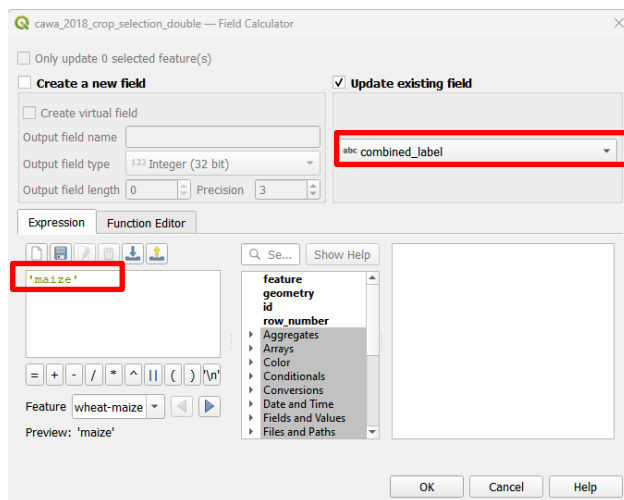 cawa_2018_crop_selection_double — Field Calculator
Only update 0 selected feature(s)
Create a new field
Update existing field
Create virtual field
Output field name
abc combined_label
Output field type 123 Integer (32 bit)
Output field length 0 Precision 3
Expression Function Editor
Se... Show Help
'maize'
feature
geometry
id
row_number
Aggregates
Arrays
Color
Conditionals
Conversions
Date and Time
Fields and Values
Files and Paths
= + - / * ^ || ( ) '\n'
Feature wheat-maize
Preview: 'maize'
OK Cancel Help